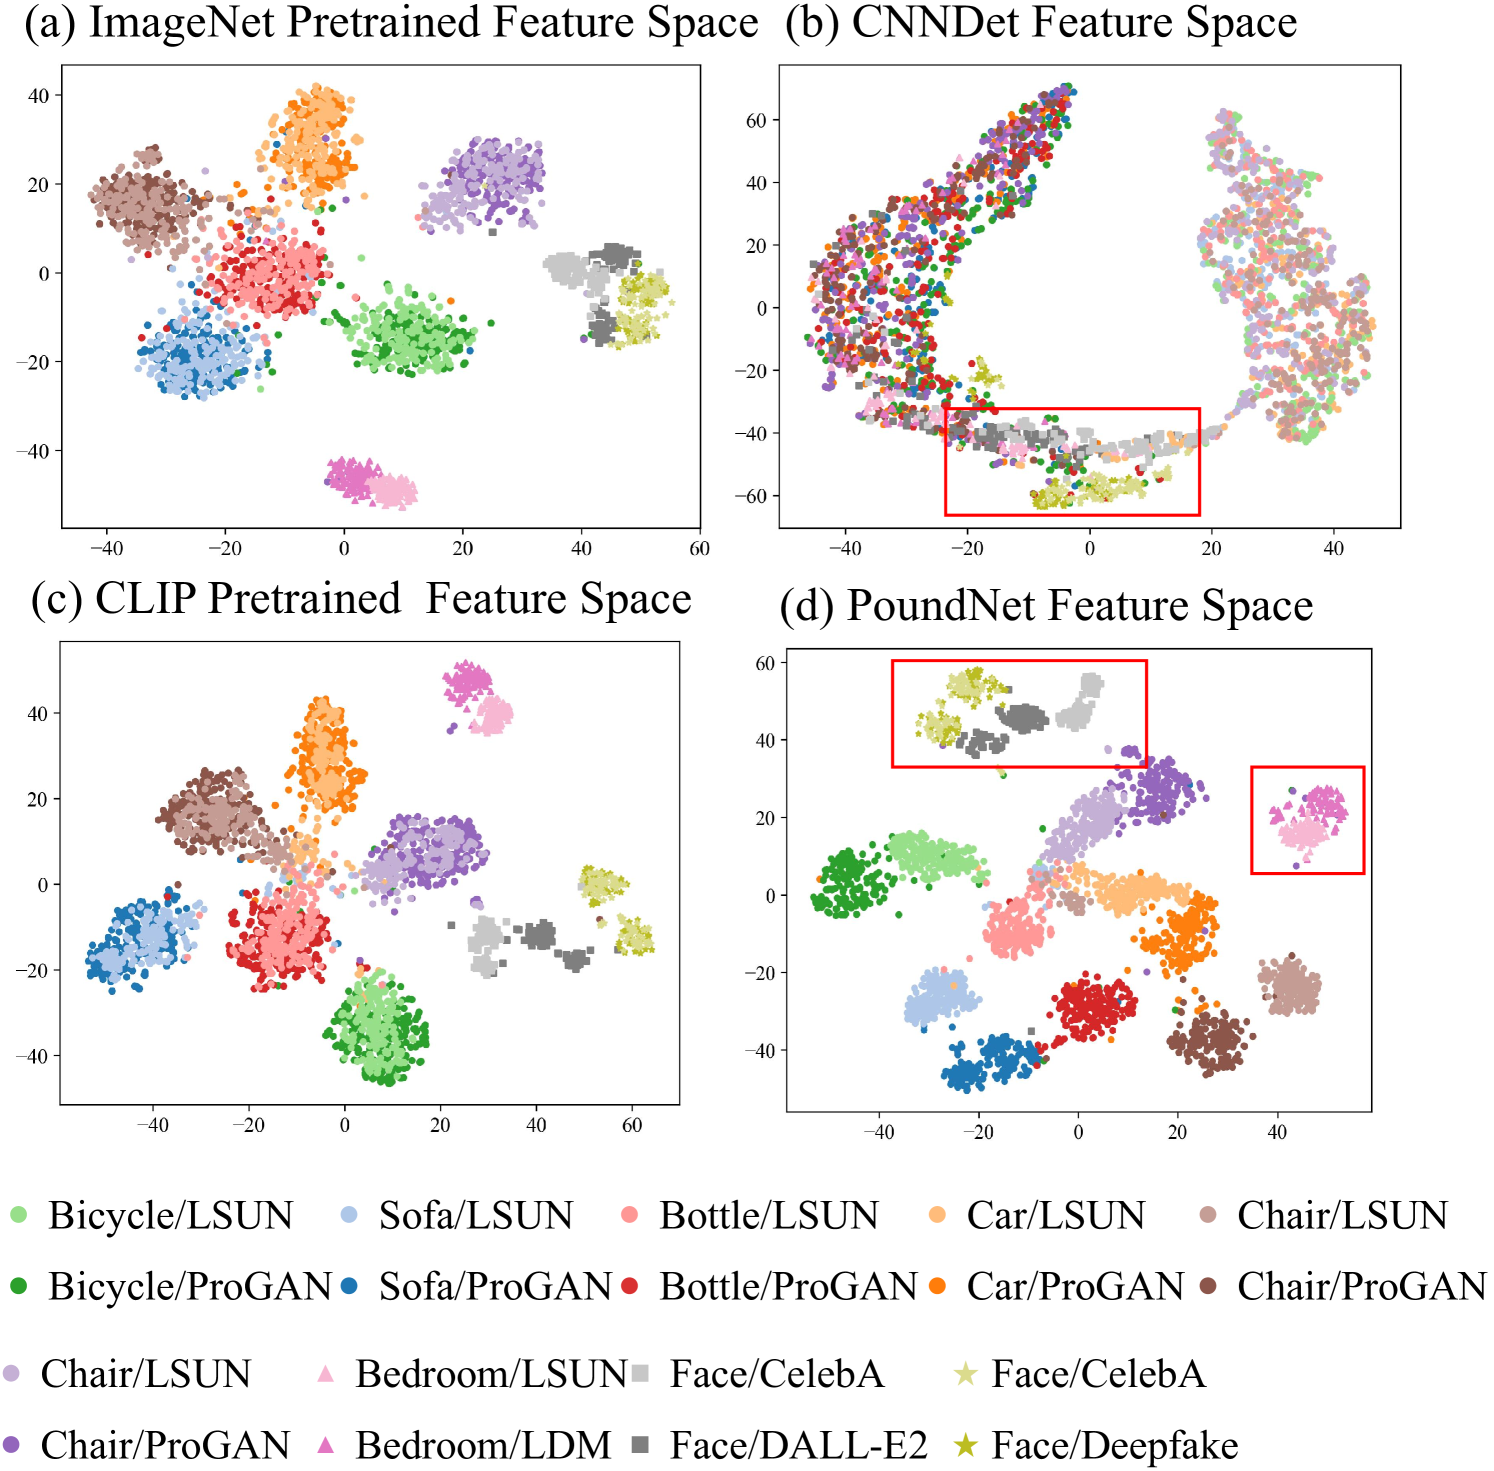 (a) ImageNet Pretrained Feature Space (b) CNNDet Feature Space
40
20
0
−20
−40
−40 −20 0 20 40 60
60
40
20
0
−20
−40
−60
−40 −20 0 20 40
(c) CLIP Pretrained Feature Space
(d) PoundNet Feature Space
40
20
0
−20
−40
−40 −20 0 20 40 60
60
40
20
0
−20
−40
−40 −20 0 20 40
Bicycle/LSUN Sofa/LSUN Bottle/LSUN Car/LSUN Chair/LSUN
Bicycle/ProGAN Sofa/ProGAN Bottle/ProGAN Car/ProGAN Chair/ProGAN
Chair/LSUN Bedroom/LSUN Face/CelebA Face/CelebA
Chair/ProGAN Bedroom/LDM Face/DALL-E2 Face/Deepfake